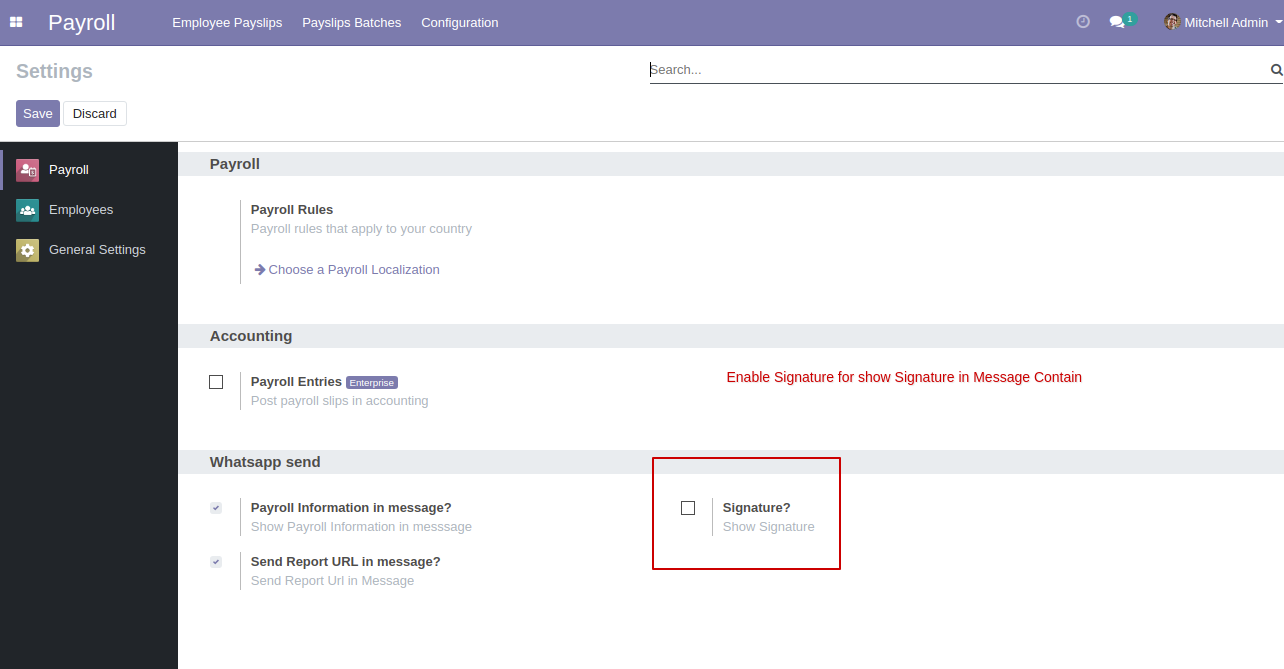 Payroll Employee Payslips Payslips Batches Configuration 1 Mitchell Admin
Settings Search...
Save Discard
Payroll
Employees
General Settings
Payroll
Payroll Rules
Payroll rules that apply to your country
Choose a Payroll Localization
Accounting
Payroll Entries Enterprise
Post payroll slips in accounting
Enable Signature for show Signature in Message Contain
Whatsapp send
Payroll Information in message?
Show Payroll Information in messsage
Signature?
Show Signature
Send Report URL in message?
Send Report Url in Message